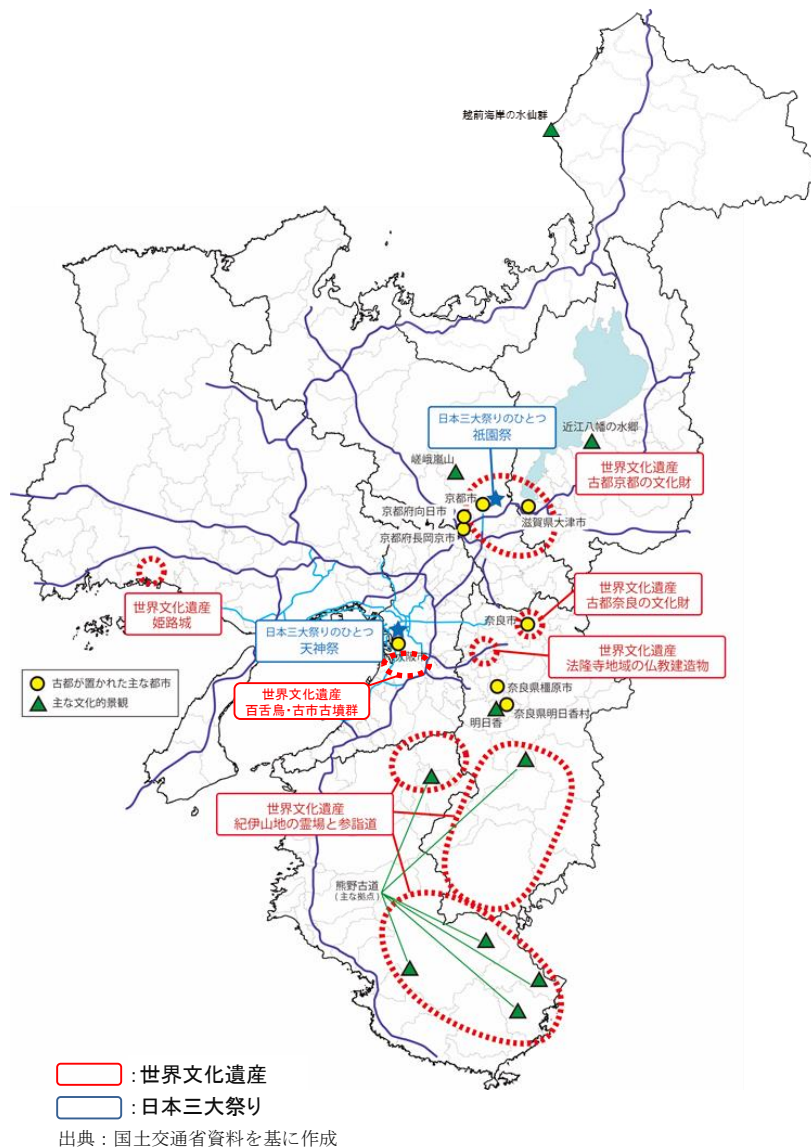 越前海岸の水仙群
日本三大祭りのひとつ
祇園祭
近江八幡の水郷
嵯峨嵐山
世界文化遺産
古都京都の文化財
京都市
京都府向日市
滋賀県大津市
京都府長岡京市
世界文化遺産
姫路城
世界文化遺産
古都奈良の文化財
奈良市
日本三大祭りのひとつ
天神祭
大阪市
世界文化遺産
法隆寺地域の仏教建造物
古都が置かれた主な都市
主な文化的景観
世界文化遺産
百舌鳥・古市古墳群
奈良県橿原市
奈良県明日香村
明日香
世界文化遺産
紀伊山地の霊場と参詣道
熊野古道
(主な拠点)
:世界文化遺産
:日本三大祭り
出典:国土交通省資料を基に作成